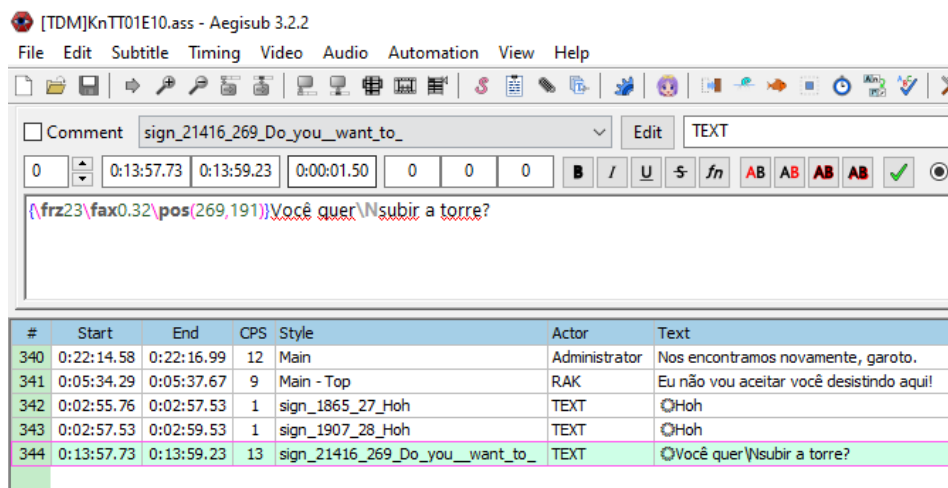 [TDM]KnTT01E10.ass - Aegisub 3.2.2
File Edit Subtitle Timing Video Audio Automation View Help
Comment sign_21416_269_Do_you__want_to_ Edit TEXT
0 0:13:57.73 0:13:59.23 0:00:01.50 0 0 0 B I U S fn AB AB AB AB
{\frz23\fax0.32\pos(269,191)}Você quer\Nsubir a torre?
# Start End CPS Style Actor Text
340 0:22:14.58 0:22:16.99 12 Main Administrator Nos encontramos novamente, garoto.
341 0:05:34.29 0:05:37.67 9 Main - Top RAK Eu não vou aceitar você desistindo aqui!
342 0:02:55.76 0:02:57.53 1 sign_1865_27_Hoh TEXT Hoh
343 0:02:57.53 0:02:59.53 1 sign_1907_28_Hoh TEXT Hoh
344 0:13:57.73 0:13:59.23 13 sign_21416_269_Do_you__want_to_ TEXT Você quer\Nsubir a torre?